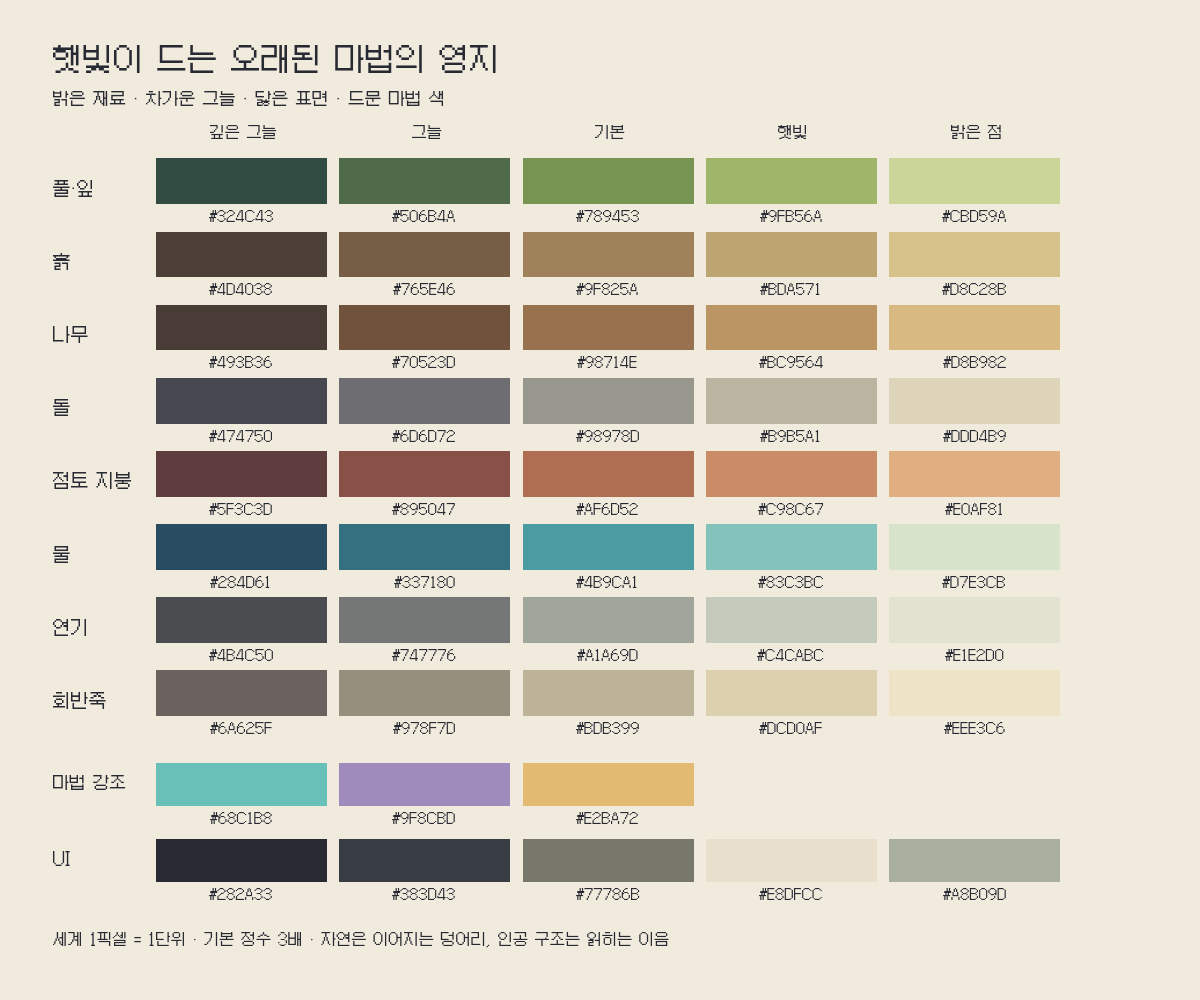 햇빛이 드는 오래된 마법의 영지
밝은 재료 · 차가운 그늘 · 닳은 표면 · 드문 마법 색
깊은 그늘 그늘 기본 햇빛 밝은 점
풀·잎
#324C43 #506B4A #789453 #9FB56A #CBD59A
흙
#4D4038 #765E46 #9F825A #BDA571 #D8C28B
나무
#493B36 #70523D #98714E #BC9564 #D8B982
돌
#474750 #6D6D72 #98978D #B9B5A1 #DDD4B9
점토 지붕
#5F3C3D #895047 #AF6D52 #C98C67 #E0AF81
물
#284D61 #337180 #4B9CA1 #83C3BC #D7E3CB
연기
#4B4C50 #747776 #A1A69D #C4CABC #E1E2D0
회반죽
#6A625F #978F7D #BDB399 #DCD0AF #EEE3C6
마법 강조
#68C1B8 #9F8CBD #E2BA72
UI
#282A33 #383D43 #77786B #E8DFCC #A8B09D
세계 1픽셀 = 1단위 · 기본 정수 3배 · 자연은 이어지는 덩어리, 인공 구조는 읽히는 이음